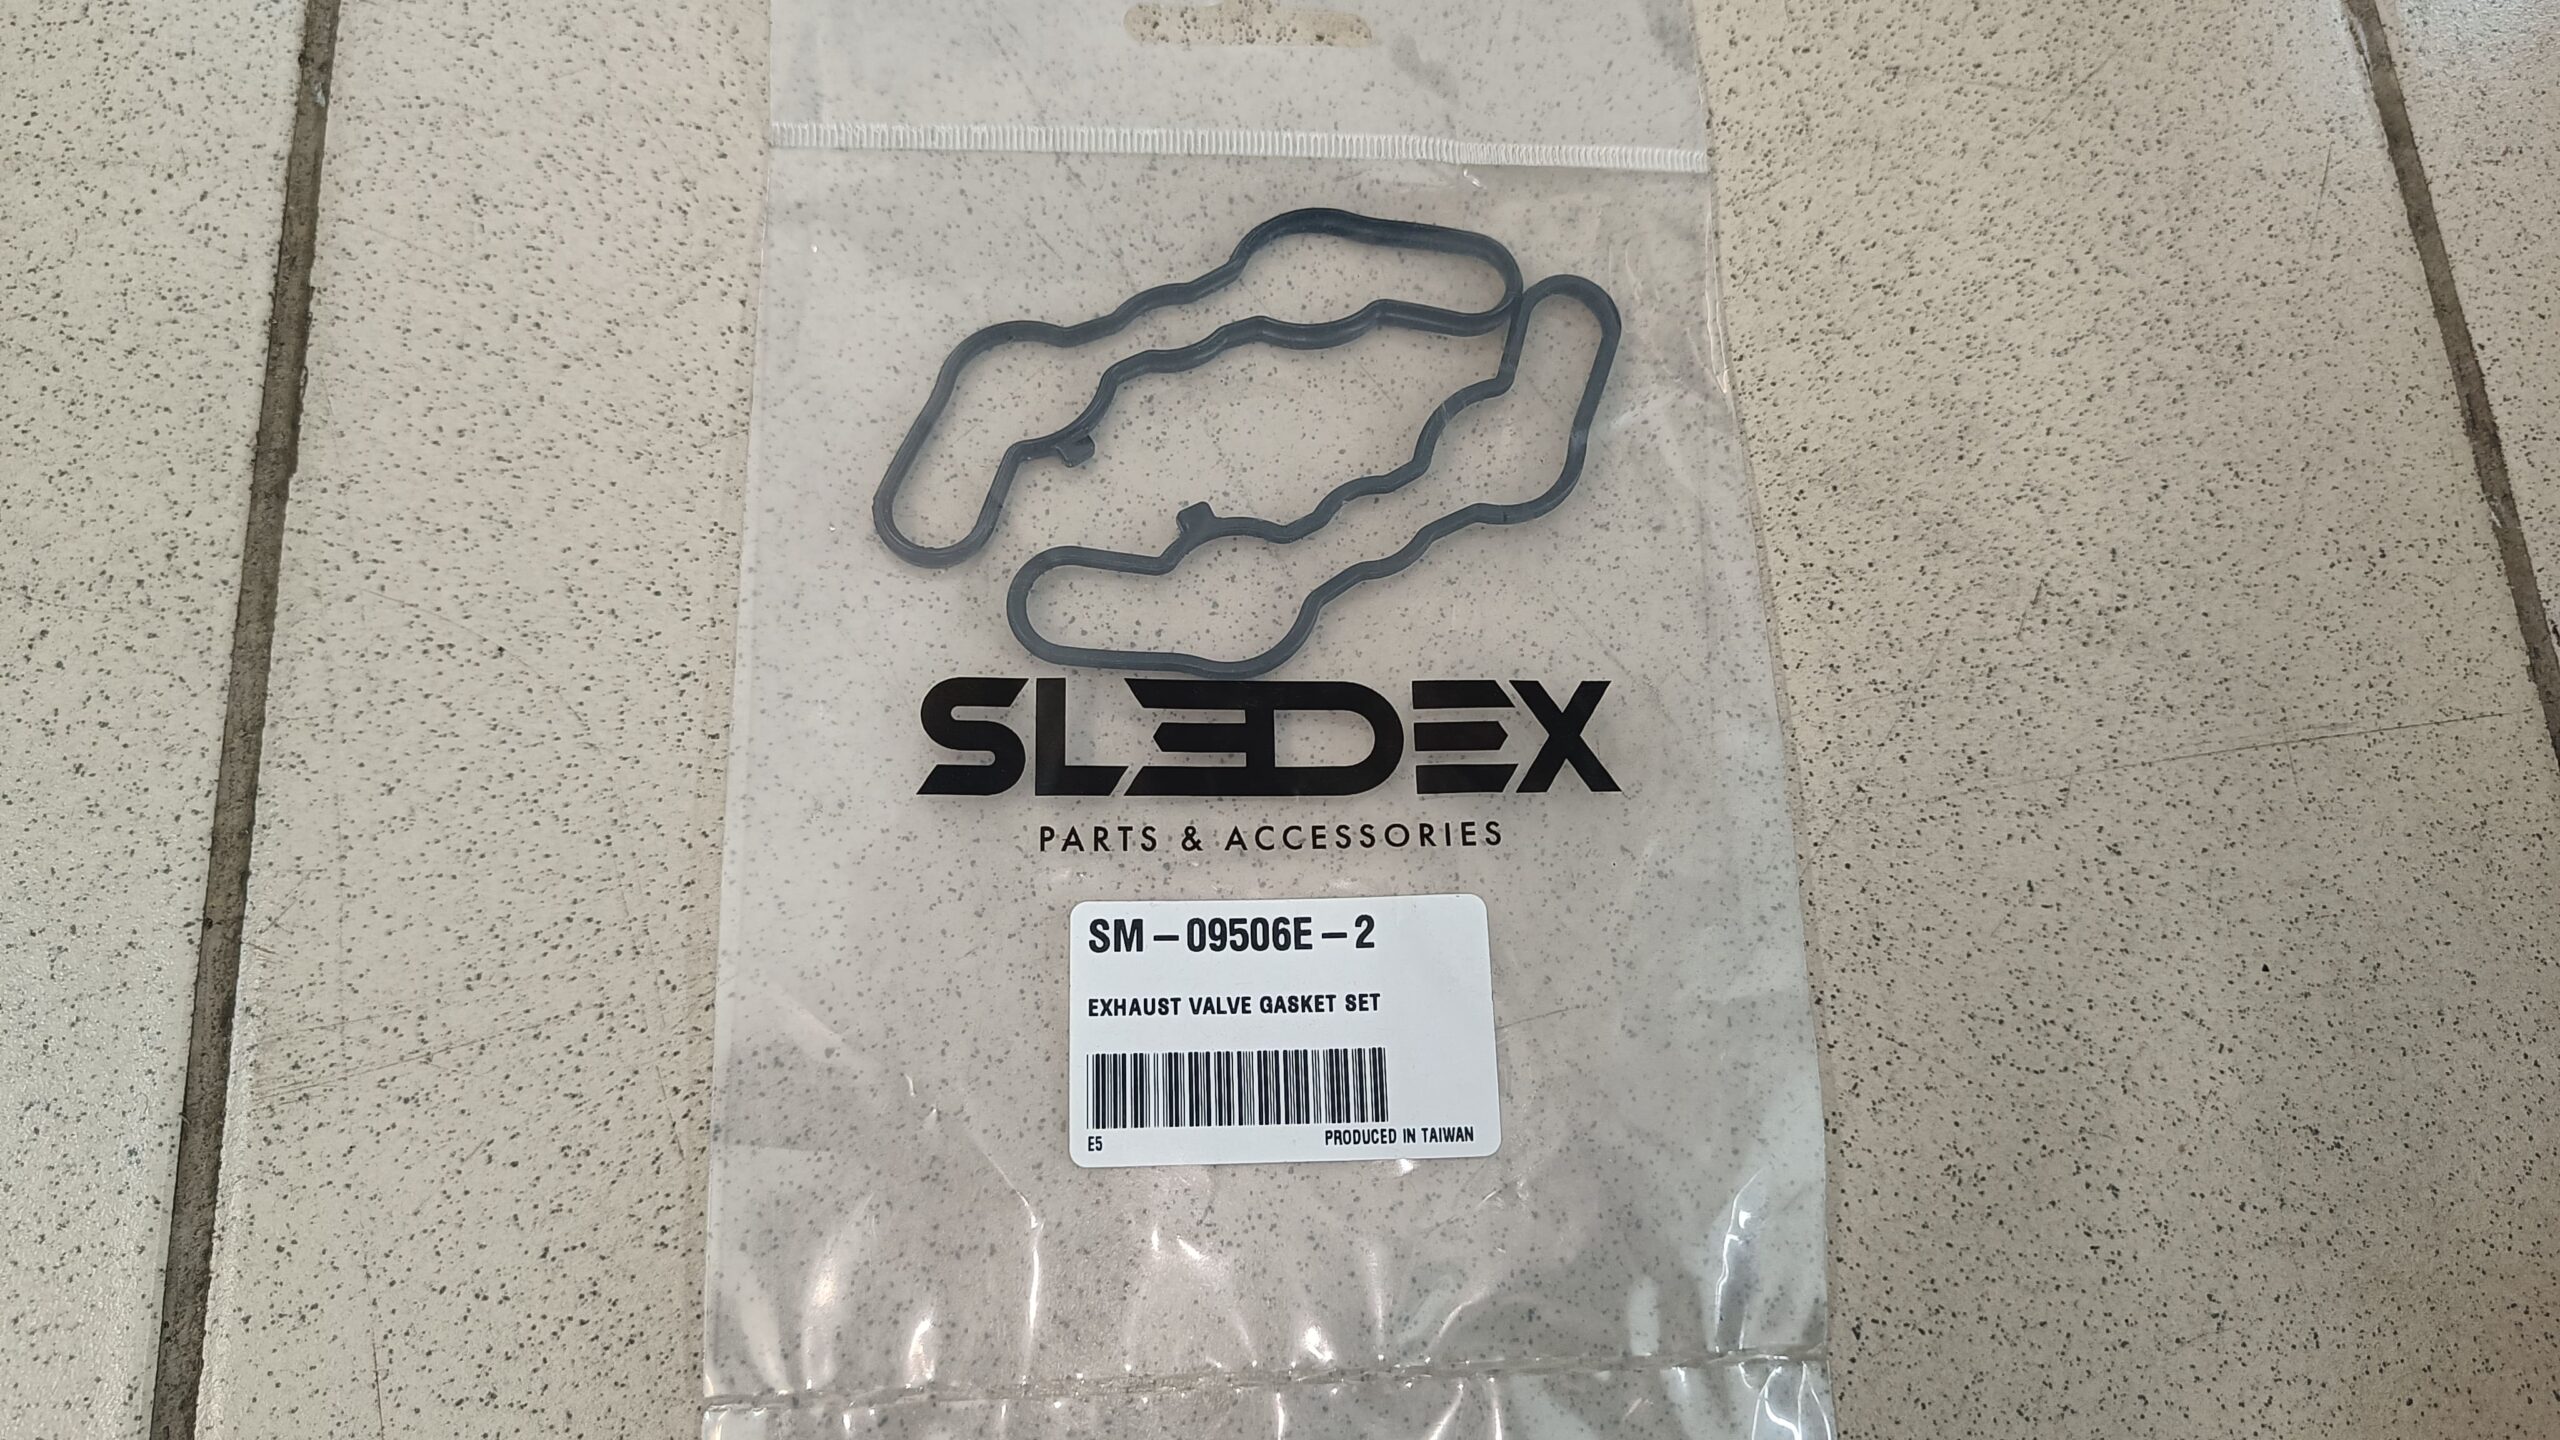 SLEDEX
PARTS & ACCESSORIES
SM-09506E-2
EXHAUST VALVE GASKET SET
E5 PRODUCED IN TAIWAN